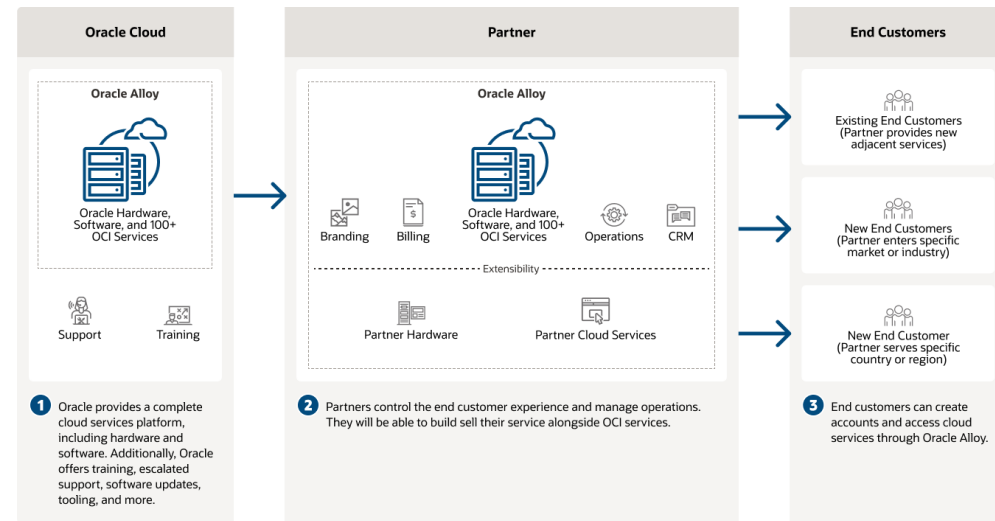 Oracle Cloud
Oracle Alloy
Oracle Hardware,
Software, and 100+
OCI Services
Support
Training
1 Oracle provides a complete
cloud services platform,
including hardware and
software. Additionally, Oracle
offers training, escalated
support, software updates,
tooling, and more.
Partner
Oracle Alloy
Branding
Billing
Oracle Hardware,
Software, and 100+
OCI Services
Operations
CRM
Extensibility
Partner Hardware
Partner Cloud Services
2 Partners control the end customer experience and manage operations.
They will be able to build sell their service alongside OCI services.
End Customers
Existing End Customers
(Partner provides new
adjacent services)
New End Customers
(Partner enters specific
market or industry)
New End Customer
(Partner serves specific
country or region)
3 End customers can create
accounts and access cloud
services through Oracle Alloy.